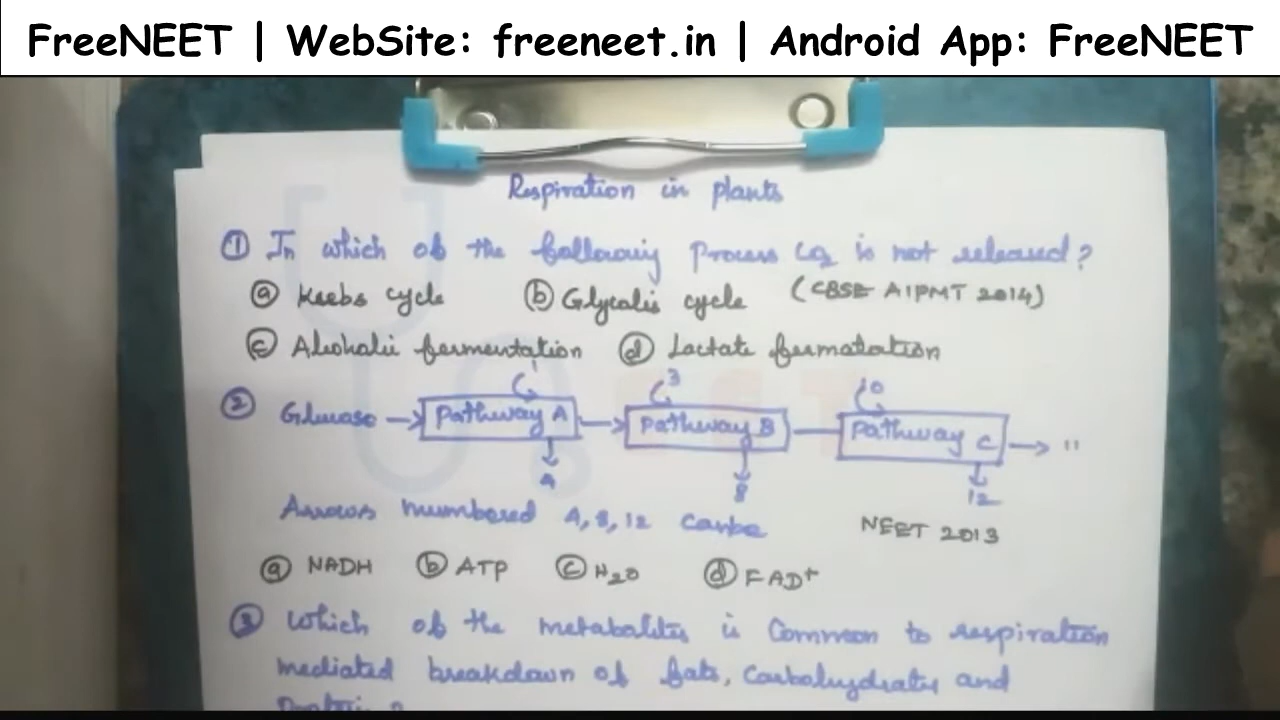 FreeNEET | WebSite: freeneet.in | Android App: FreeNEET
Respiration in plants
① In which of the following process CO2 is not released?
ⓐ Krebs cycle ⓑ Glycolis cycle (CBSE AIPMT 2014)
ⓒ Alcoholic fermentation ⓓ Lactate fermatation
② Glucose → Pathway A → Pathway B — Pathway C → 11
1 3 10
4 8 12
Arrows numbered 4, 8, 12 canbe NEET 2013
ⓐ NADH ⓑ ATP ⓒ H2O ⓓ FAD+
③ Which of the metabolites is Common to respiration
mediated breakdown of fats, Carbohydrates and